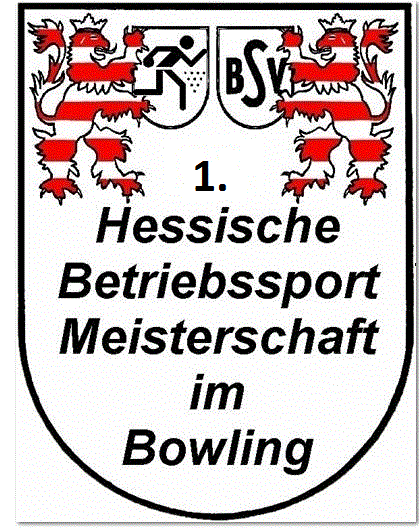 BSV
1.
Hessische
Betriebssport
Meisterschaft
im
Bowling